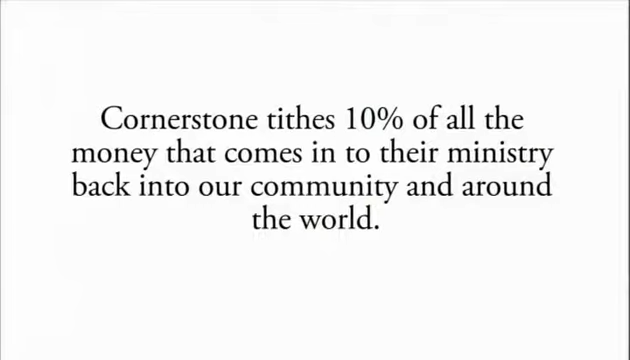 Cornerstone tithes 10% of all the
money that comes in to their ministry
back into our community and around
the world.